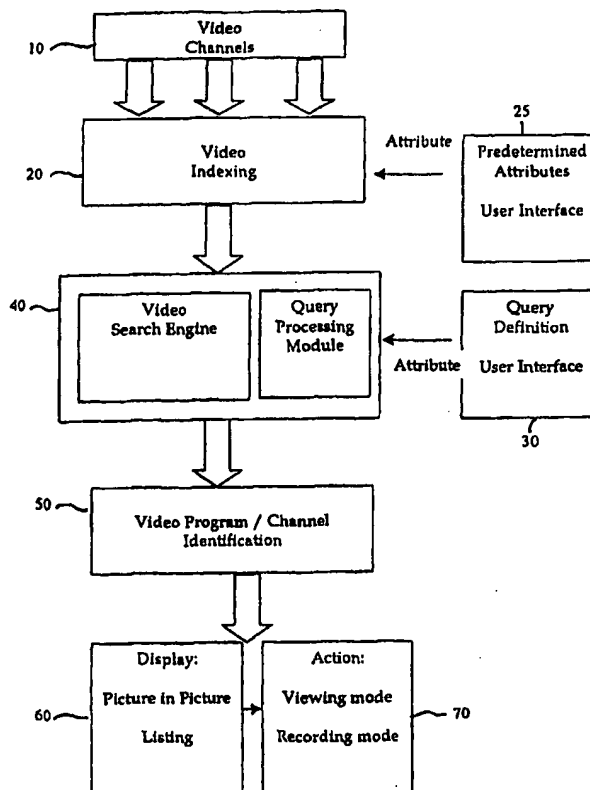 Video
Channels
10
25
Video
Indexing
20
Attribute
Predetermined
Attributes
User Interface
40
Video
Search Engine
Query
Processing
Module
Attribute
Query
Definition
User Interface
30
50
Video Program / Channel
Identification
Display:
Picture in Picture
Listing
60
Action:
Viewing mode
Recording mode
70